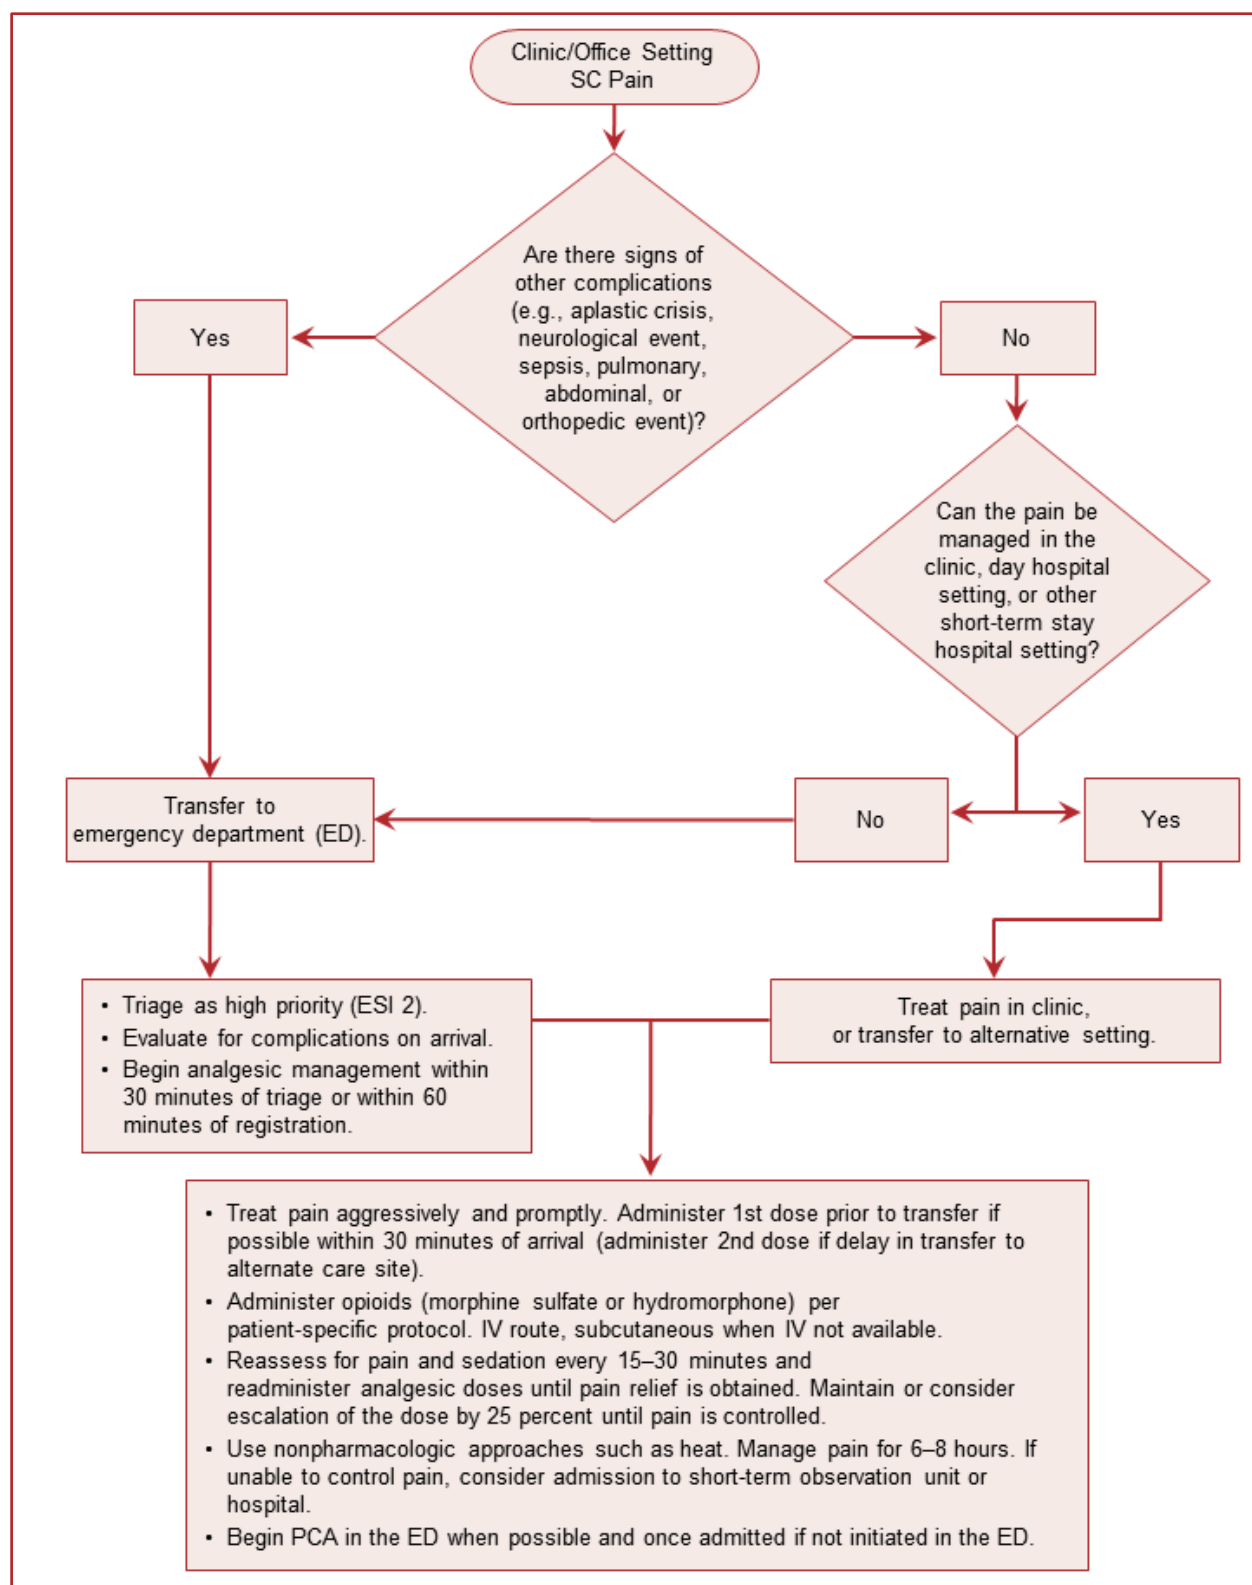 Clinic/Office Setting
SC Pain
Are there signs of
other complications
(e.g., aplastic crisis,
neurological event,
sepsis, pulmonary,
abdominal, or
orthopedic event)?
Yes
No
Can the pain be
managed in the
clinic, day hospital
setting, or other
short-term stay
hospital setting?
Transfer to
emergency department (ED).
No
Yes
• Triage as high priority (ESI 2).
• Evaluate for complications on arrival.
• Begin analgesic management within
30 minutes of triage or within 60
minutes of registration.
Treat pain in clinic,
or transfer to alternative setting.
• Treat pain aggressively and promptly. Administer 1st dose prior to transfer if
possible within 30 minutes of arrival (administer 2nd dose if delay in transfer to
alternate care site).
• Administer opioids (morphine sulfate or hydromorphone) per
patient-specific protocol. IV route, subcutaneous when IV not available.
• Reassess for pain and sedation every 15–30 minutes and
readminister analgesic doses until pain relief is obtained. Maintain or consider
escalation of the dose by 25 percent until pain is controlled.
• Use nonpharmacologic approaches such as heat. Manage pain for 6–8 hours. If
unable to control pain, consider admission to short-term observation unit or
hospital.
• Begin PCA in the ED when possible and once admitted if not initiated in the ED.